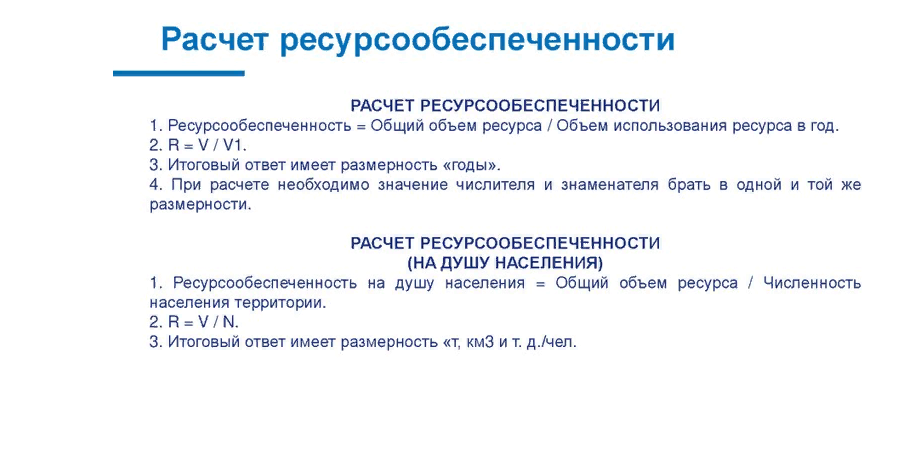 Расчет ресурсообеспеченности
РАСЧЕТ РЕСУРСООБЕСПЕЧЕННОСТИ
1. Ресурсообеспеченность = Общий объем ресурса / Объем использования ресурса в год.
2. R = V / V1.
3. Итоговый ответ имеет размерность «годы».
4. При расчете необходимо значение числителя и знаменателя брать в одной и той же
размерности.
РАСЧЕТ РЕСУРСООБЕСПЕЧЕННОСТИ
(НА ДУШУ НАСЕЛЕНИЯ)
1. Ресурсообеспеченность на душу населения = Общий объем ресурса / Численность
населения территории.
2. R = V / N.
3. Итоговый ответ имеет размерность «т, км3 и т. д./чел.